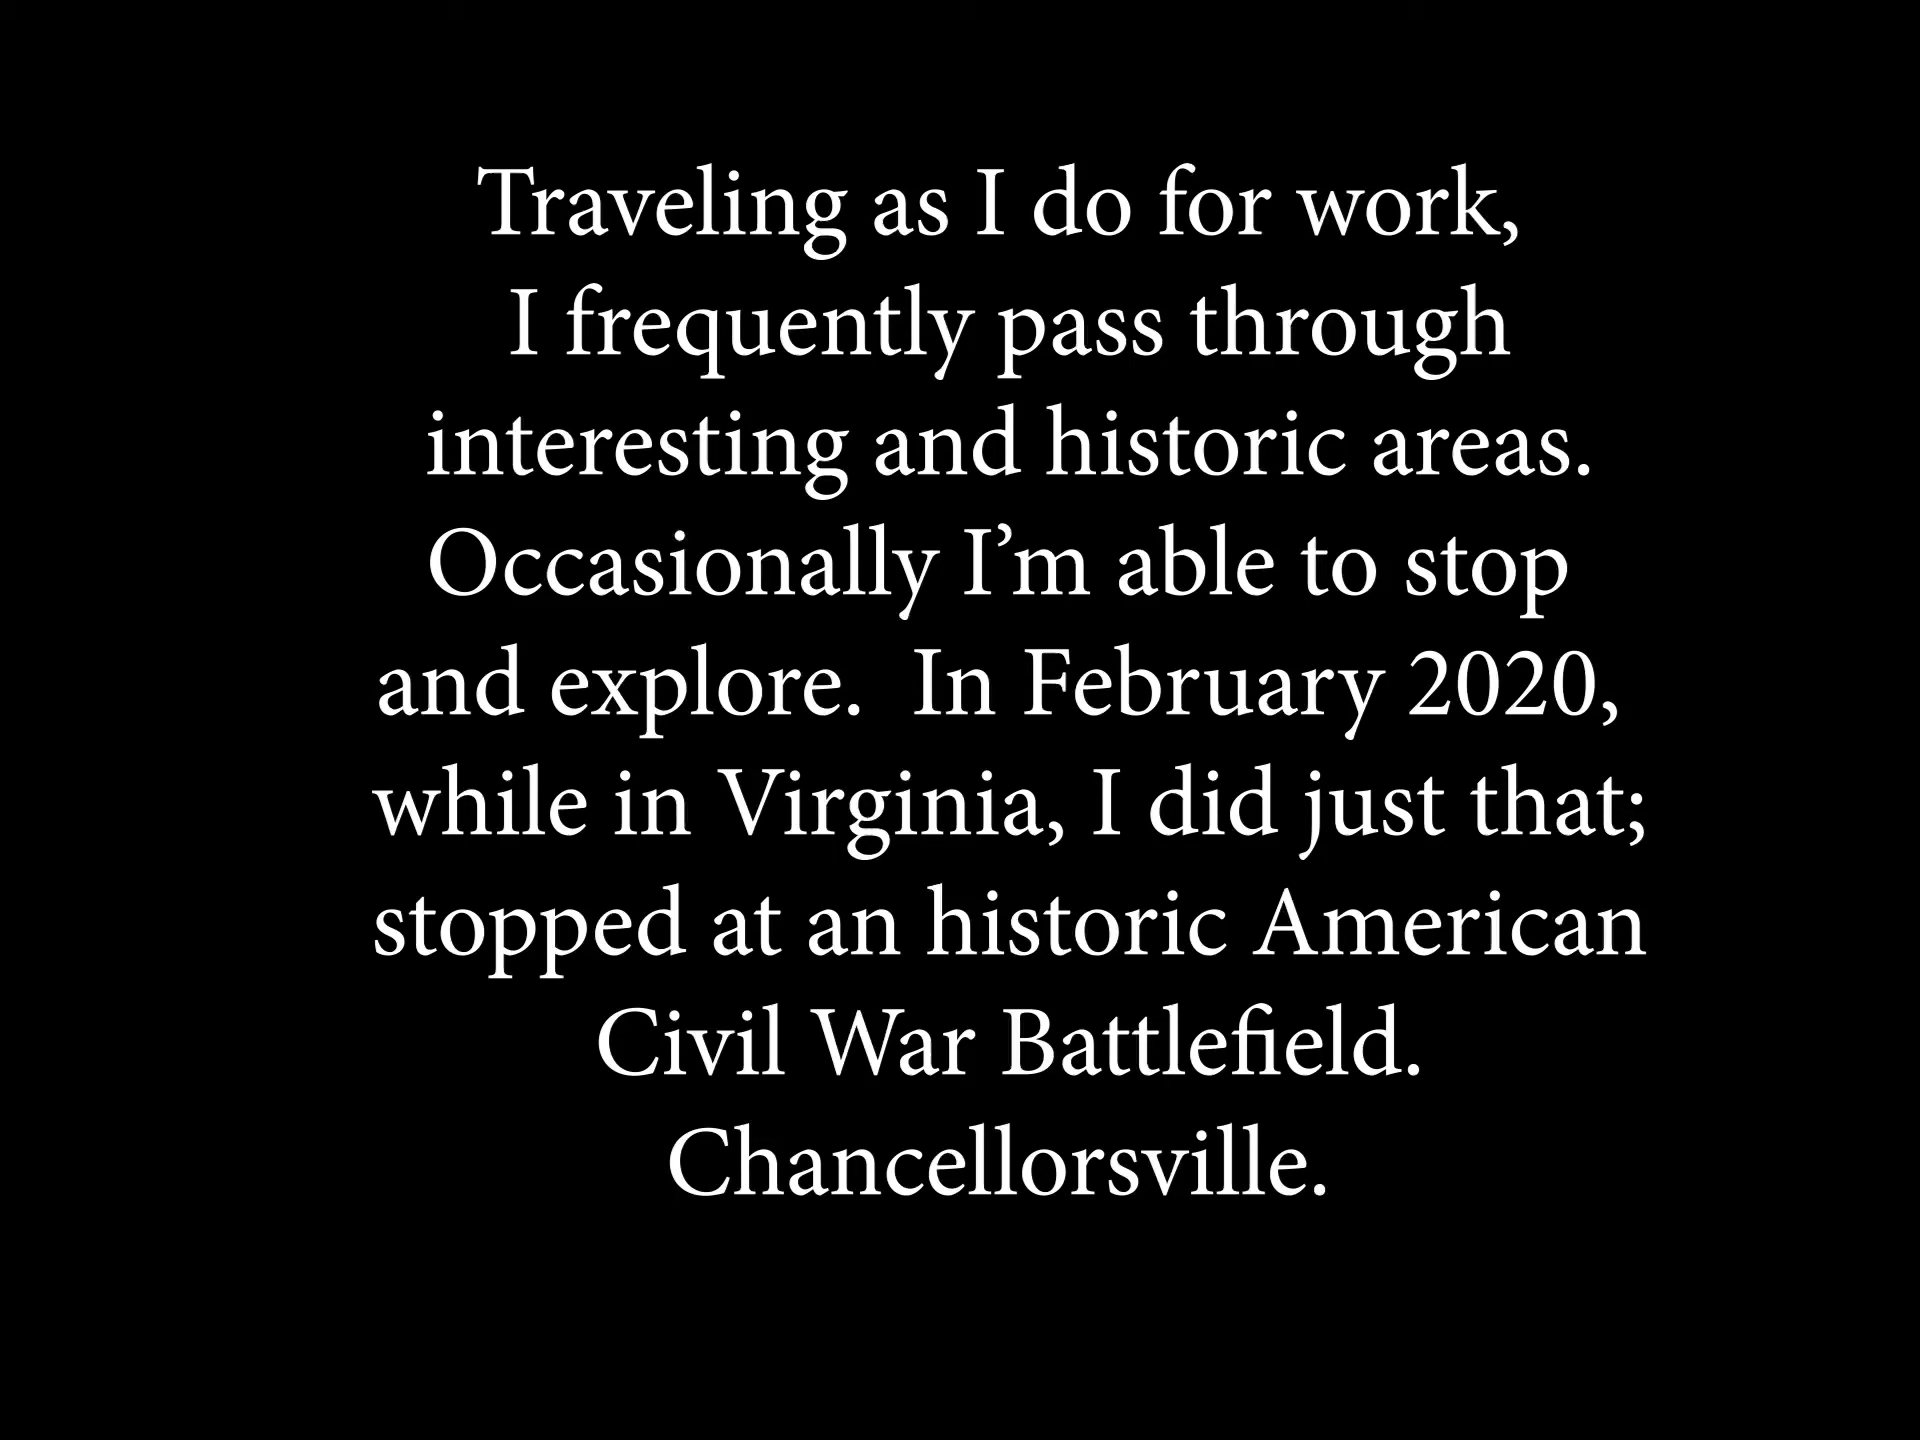 Traveling as I do for work,
I frequently pass through
interesting and historic areas.
Occasionally I’m able to stop
and explore.  In February 2020,
while in Virginia, I did just that;
stopped at an historic American
Civil War Battlefield.
Chancellorsville.